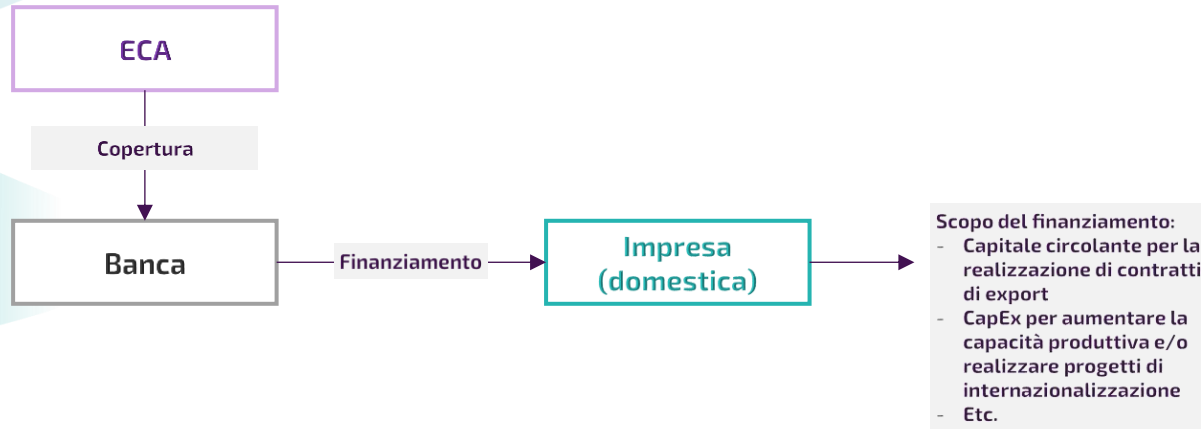 ECA
Copertura
Banca
Finanziamento
Impresa
(domestica)
Scopo del finanziamento:
- Capitale circolante per la
realizzazione di contratti
di export
- CapEx per aumentare la
capacità produttiva e/o
realizzare progetti di
internazionalizzazione
- Etc.